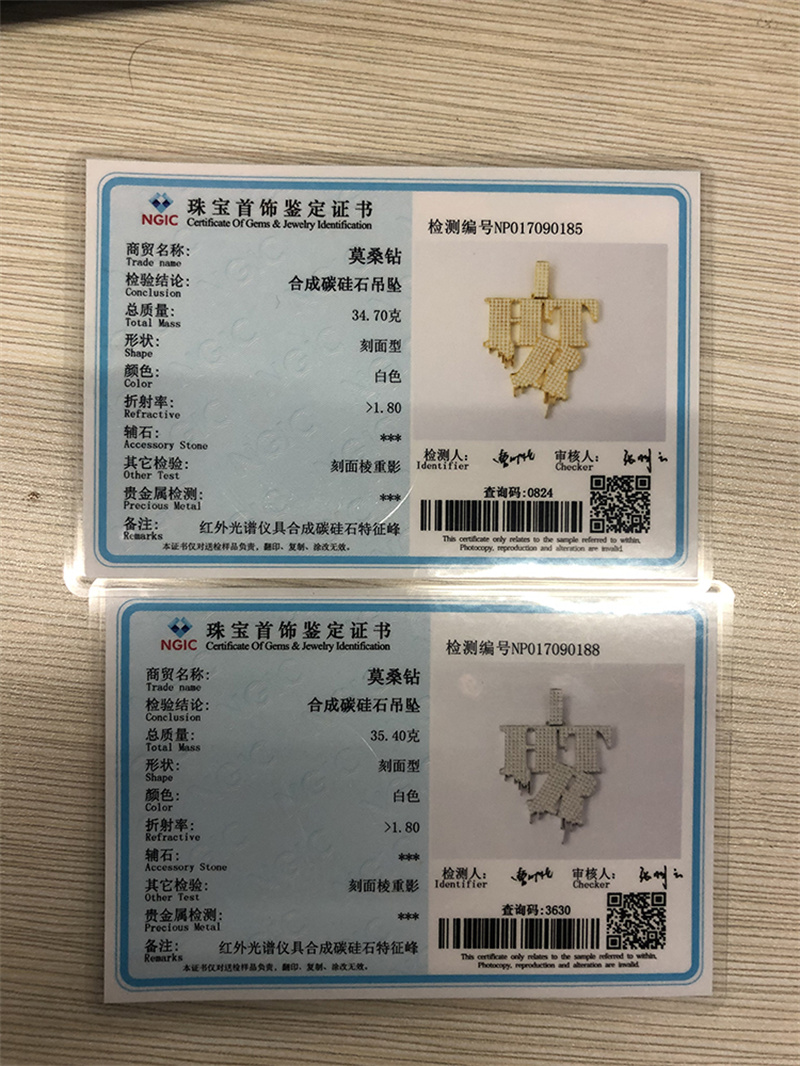 NGIC
珠宝首饰鉴定证书
Certificate Of Gems & Jewelry Identification
商贸名称: 莫桑钻
Trade name
检验结论: 合成碳硅石吊坠
Conclusion
总质量: 34.70克
Total Mass
形状: 刻面型
Shape
颜色: 白色
Color
折射率: >1.80
Refractive
辅石: ***
Accessory Stone
其它检验: 刻面棱重影
Other Test
贵金属检测: ***
Precious Metal
备注: 红外光谱仪具合成碳硅石特征峰
Remarks
本证书仅对送检样品负责,翻印、复制、涂改无效。
检测编号NP017090185
检测人: 审核人:
Identifier Checker
查询码:0824
This certificate only relates to the sample referred to within,
Photocopy, reproduction and alteration are invalid.
NGIC
珠宝首饰鉴定证书
Certificate Of Gems & Jewelry Identification
商贸名称: 莫桑钻
Trade name
检验结论: 合成碳硅石吊坠
Conclusion
总质量: 35.40克
Total Mass
形状: 刻面型
Shape
颜色: 白色
Color
折射率: >1.80
Refractive
辅石: ***
Accessory Stone
其它检验: 刻面棱重影
Other Test
贵金属检测: ***
Precious Metal
备注: 红外光谱仪具合成碳硅石特征峰
Remarks
本证书仅对送检样品负责,翻印、复制、涂改无效。
检测编号NP017090188
检测人: 审核人:
Identifier Checker
查询码:3630
This certificate only relates to the sample referred to within,
Photocopy, reproduction and alteration are invalid.